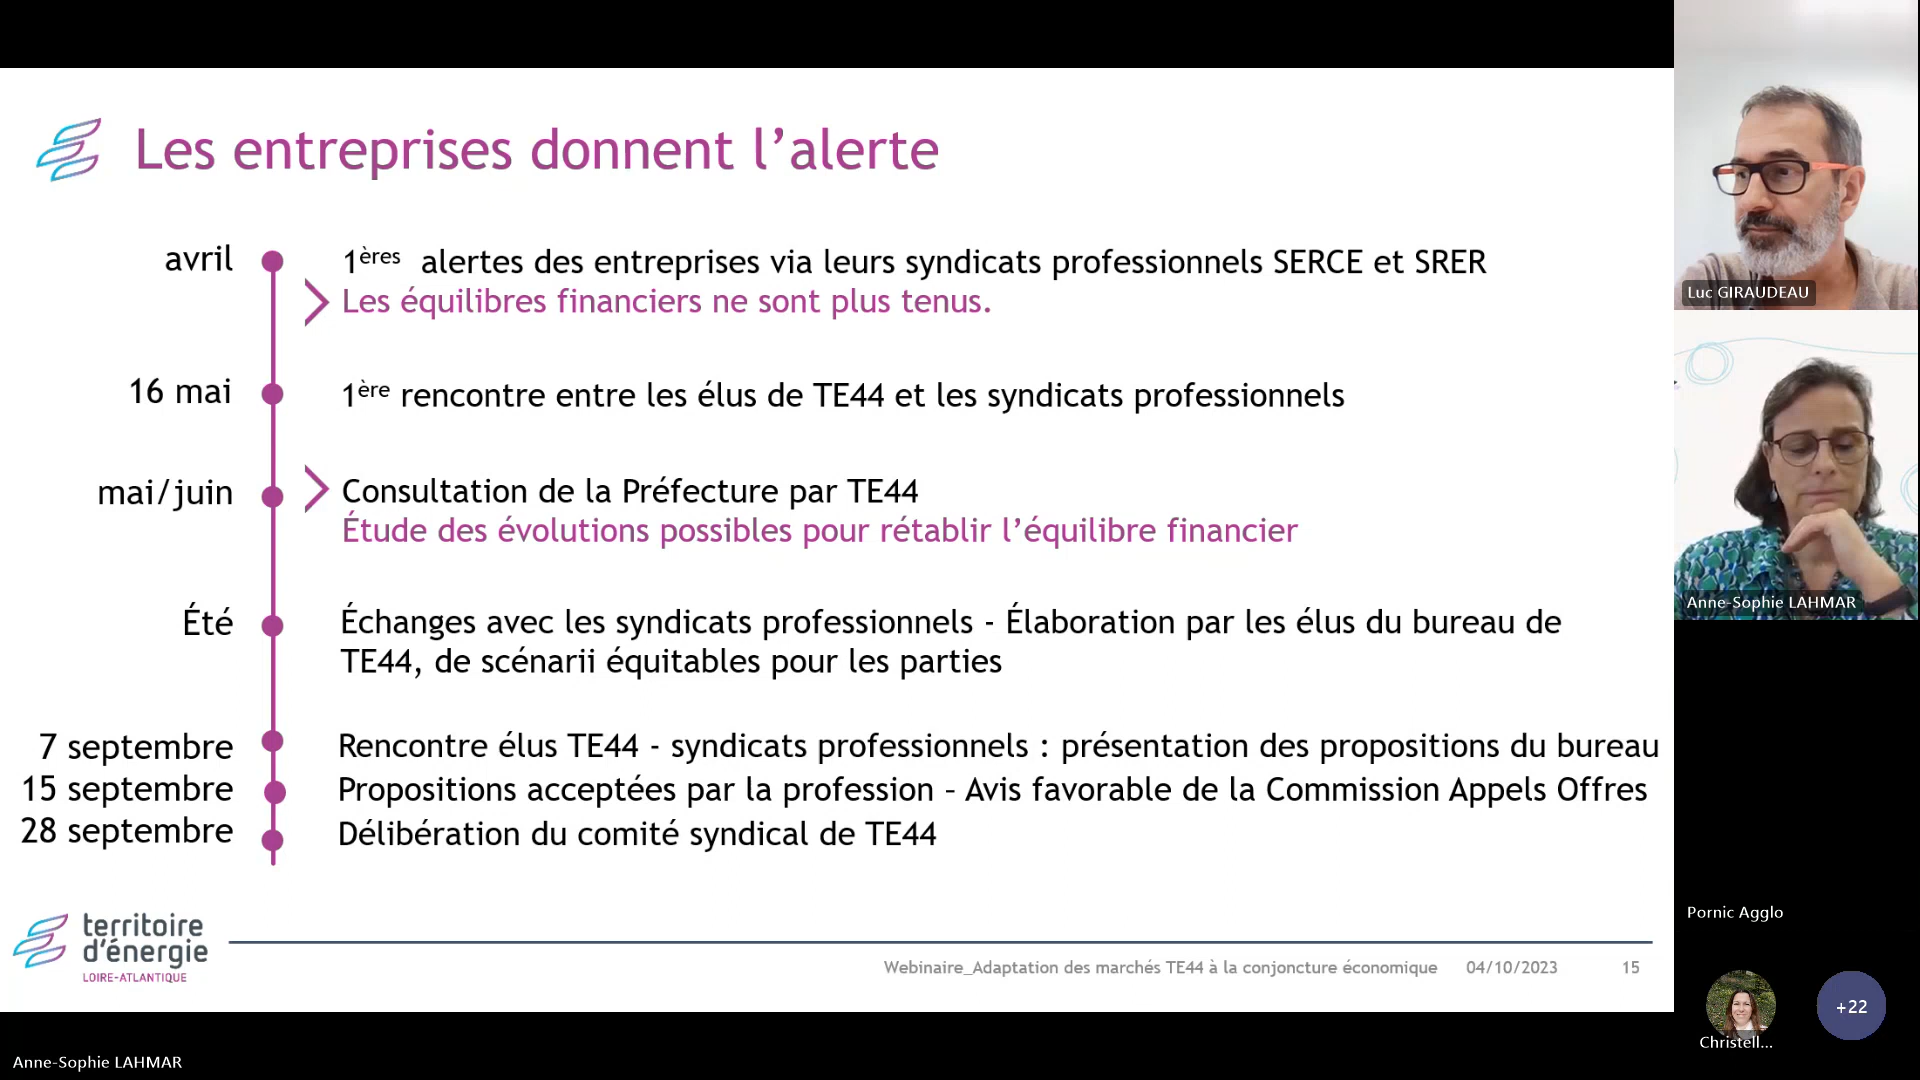 Les entreprises donnent l’alerte
avril
1ères alertes des entreprises via leurs syndicats professionnels SERCE et SRER
Les équilibres financiers ne sont plus tenus.
16 mai
1ère rencontre entre les élus de TE44 et les syndicats professionnels
mai/juin
Consultation de la Préfecture par TE44
Étude des évolutions possibles pour rétablir l’équilibre financier
Été
Échanges avec les syndicats professionnels - Élaboration par les élus du bureau de
TE44, de scénarii équitables pour les parties
7 septembre
Rencontre élus TE44 - syndicats professionnels : présentation des propositions du bureau
15 septembre
Propositions acceptées par la profession – Avis favorable de la Commission Appels Offres
28 septembre
Délibération du comité syndical de TE44
territoire
d’énergie
LOIRE-ATLANTIQUE
Webinaire_Adaptation des marchés TE44 à la conjoncture économique
04/10/2023
15
Anne-Sophie LAHMAR
Luc GIRAUDEAU
Anne-Sophie LAHMAR
Pornic Agglo
Christell...
+22